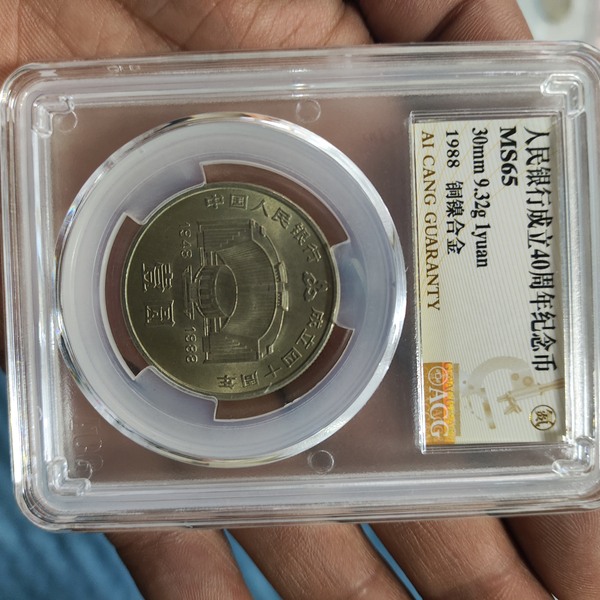 人民银行成立40周年纪念币
MS65
30mm 9.32g 1yuan
1988 铜镍合金
AI CANG GUARANTY
ACG
中国人民银行
成立四十周年
1948
1988
壹圆